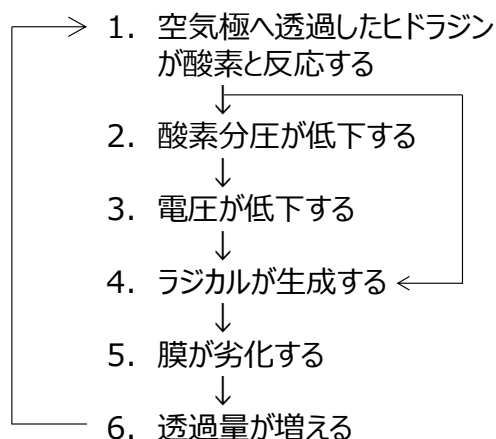 1. 空気極へ透過したヒドラジン
が酸素と反応する
2. 酸素分圧が低下する
3. 電圧が低下する
4. ラジカルが生成する
5. 膜が劣化する
6. 透過量が増える